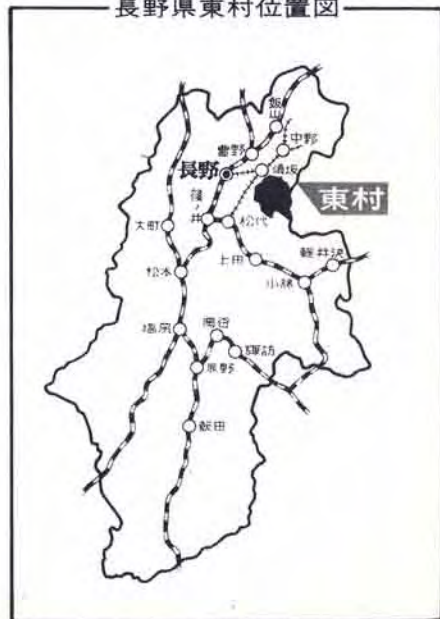 長野県東村位置図
飯山
中野
豊野
長野
須坂
東村
篠ノ井
松代
大町
上田
軽井沢
松本
小諸
塩尻
岡谷
諏訪
辰野
飯田